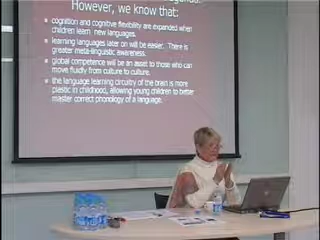 However, we know that:
cognition and cognitive flexibility are expanded when
children learn new languages.
learning languages later on will be easier. There is
greater meta-linguistic awareness.
global competence will be an asset to those who can
move fluidly from culture to culture.
the language learning circuitry of the brain is more
plastic in childhood, allowing young children to better
master correct phonology of a language.